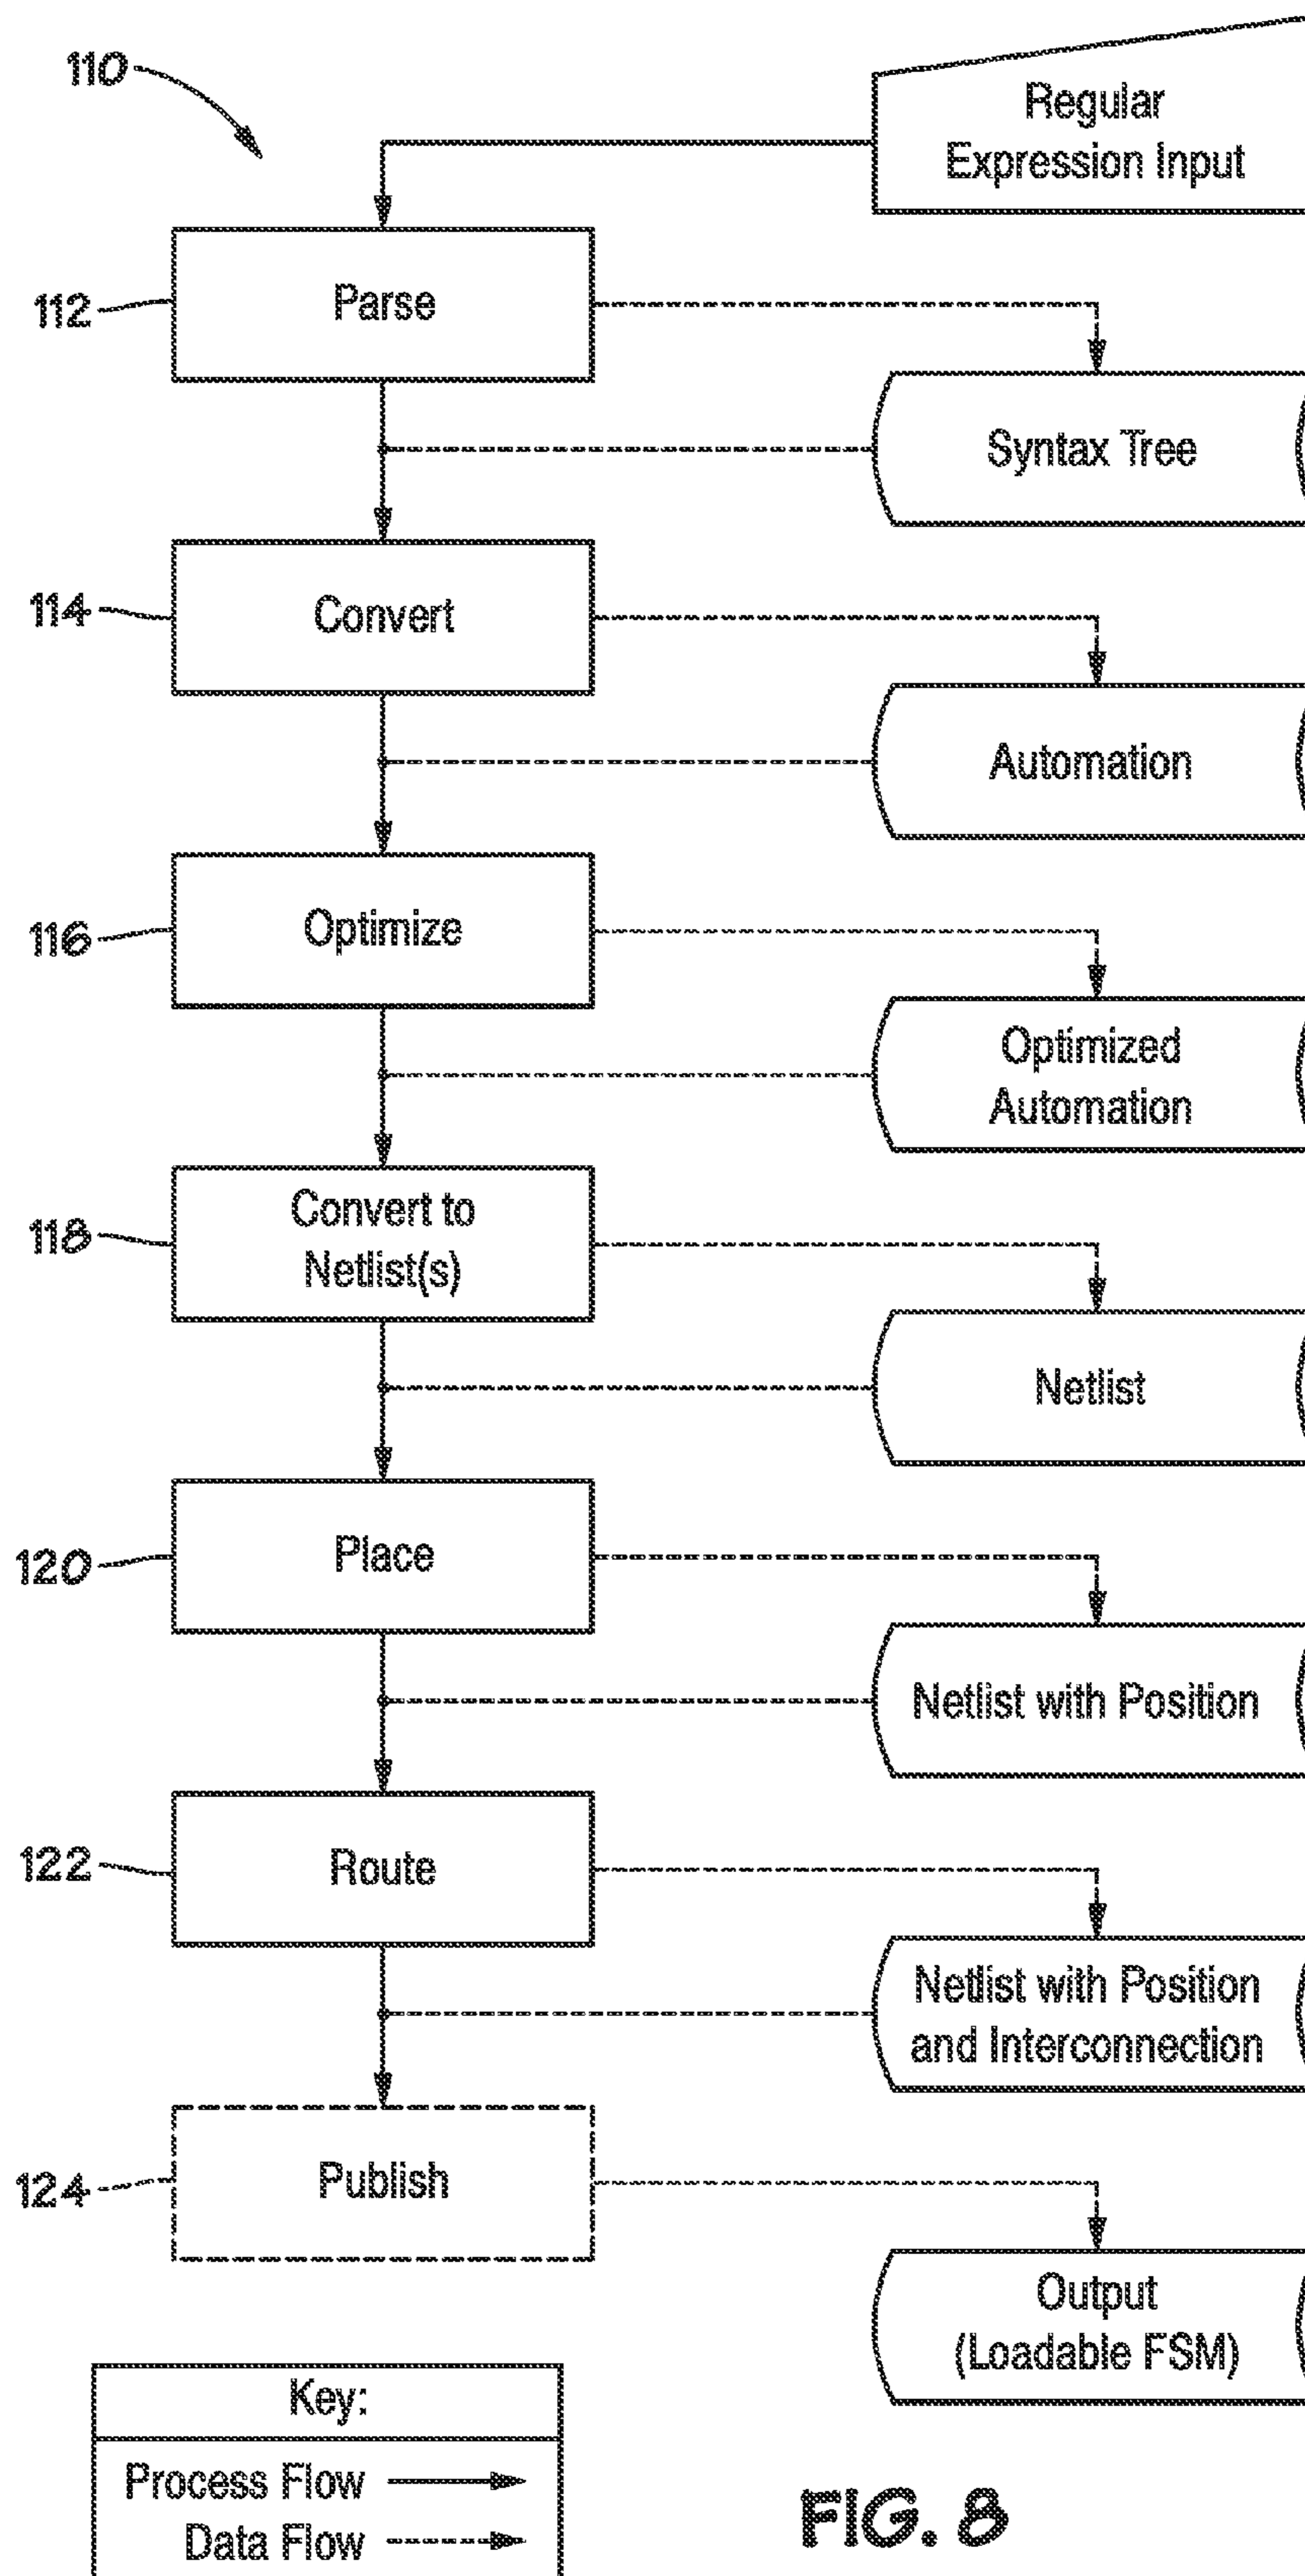 110
Regular
Expression Input
112
Parse
Syntax Tree
114
Convert
Automation
116
Optimize
Optimized
Automation
118
Convert to
Netlist(s)
Netlist
120
Place
Netlist with Position
122
Route
Netlist with Position
and Interconnection
124
Publish
Output
(Loadable FSM)
Key:
Process Flow
Data Flow
FIG. 8